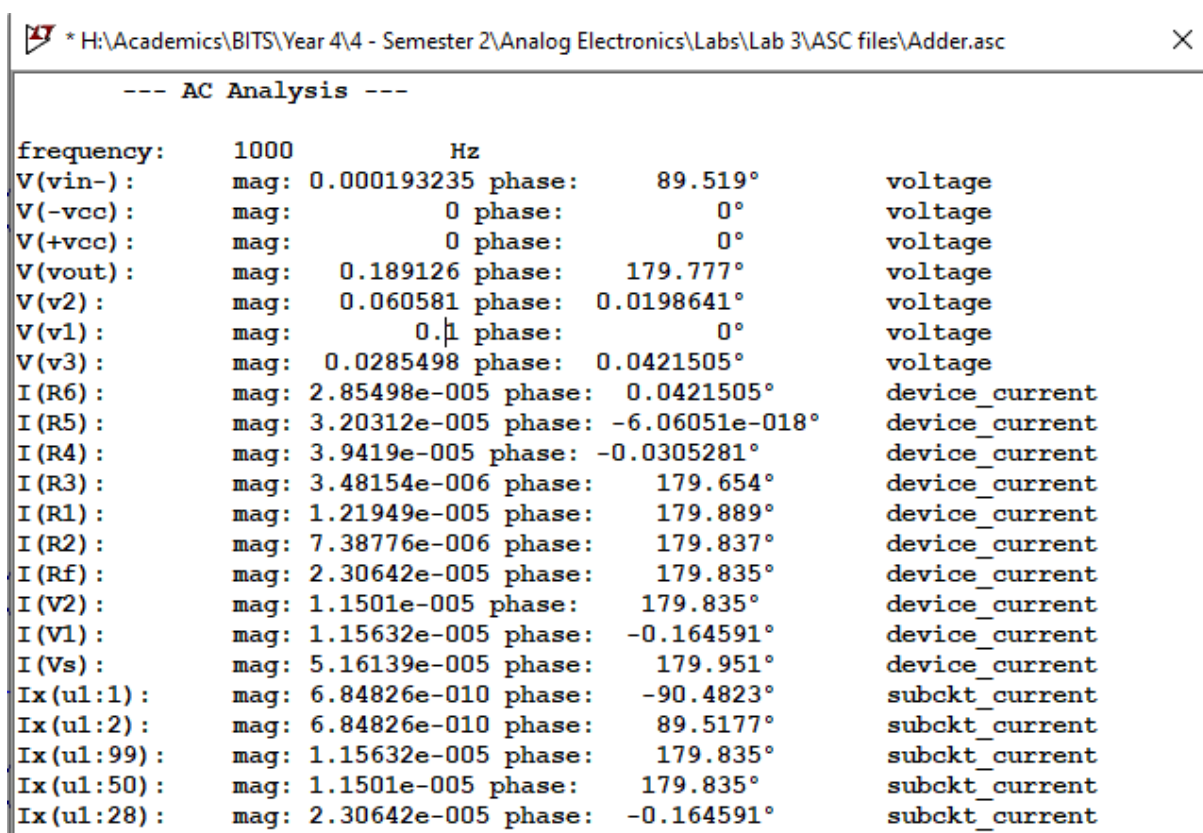 * H:\Academics\BITS\Year 4\4 - Semester 2\Analog Electronics\Labs\Lab 3\ASC files\Adder.asc
--- AC Analysis ---
frequency: 1000 Hz
V(vin-): mag: 0.000193235 phase: 89.519° voltage
V(-vcc): mag: 0 phase: 0° voltage
V(+vcc): mag: 0 phase: 0° voltage
V(vout): mag: 0.189126 phase: 179.777° voltage
V(v2): mag: 0.060581 phase: 0.0198641° voltage
V(v1): mag: 0.1 phase: 0° voltage
V(v3): mag: 0.0285498 phase: 0.0421505° voltage
I(R6): mag: 2.85498e-005 phase: 0.0421505° device_current
I(R5): mag: 3.20312e-005 phase: -6.06051e-018° device_current
I(R4): mag: 3.9419e-005 phase: -0.0305281° device_current
I(R3): mag: 3.48154e-006 phase: 179.654° device_current
I(R1): mag: 1.21949e-005 phase: 179.889° device_current
I(R2): mag: 7.38776e-006 phase: 179.837° device_current
I(Rf): mag: 2.30642e-005 phase: 179.835° device_current
I(V2): mag: 1.1501e-005 phase: 179.835° device_current
I(V1): mag: 1.15632e-005 phase: -0.164591° device_current
I(Vs): mag: 5.16139e-005 phase: 179.951° device_current
Ix(u1:1): mag: 6.84826e-010 phase: -90.4823° subckt_current
Ix(u1:2): mag: 6.84826e-010 phase: 89.5177° subckt_current
Ix(u1:99): mag: 1.15632e-005 phase: 179.835° subckt_current
Ix(u1:50): mag: 1.1501e-005 phase: 179.835° subckt_current
Ix(u1:28): mag: 2.30642e-005 phase: -0.164591° subckt_current